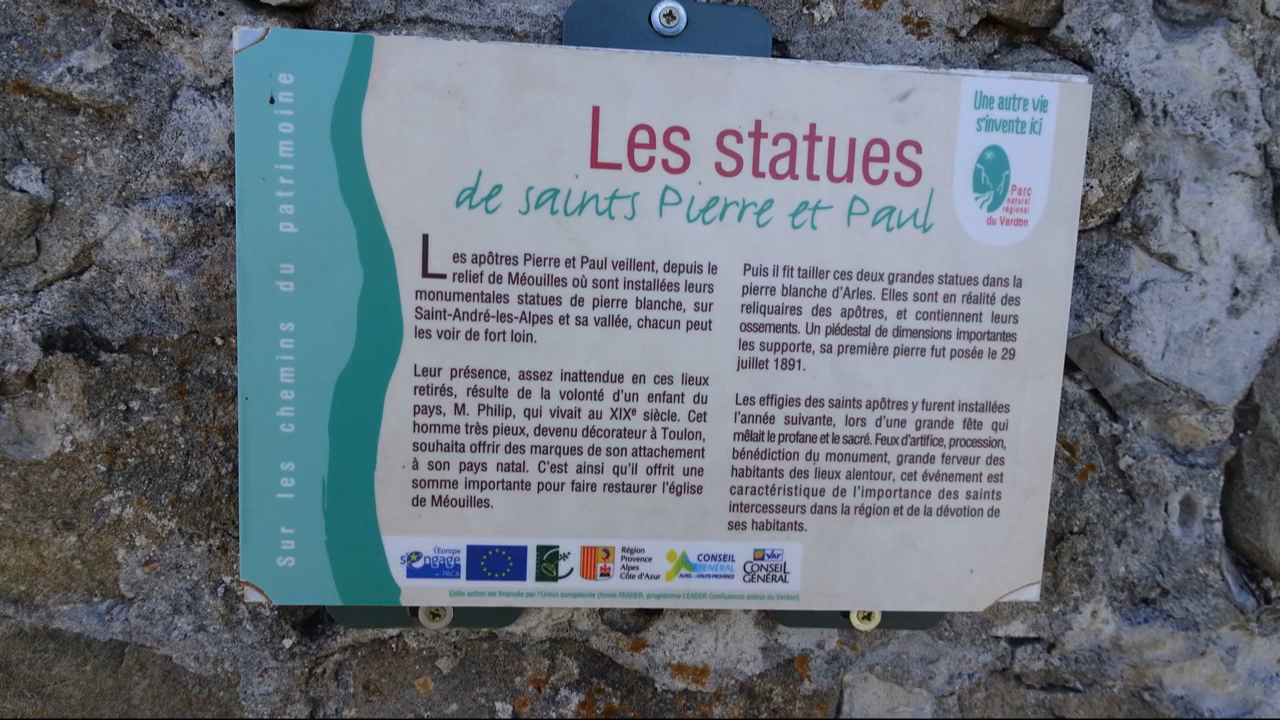 Sur les chemins du patrimoine
Les statues
de saints Pierre et Paul
Une autre vie
s'invente ici
Parc
naturel
régional
du Verdon
Les apôtres Pierre et Paul veillent, depuis le
relief de Méouilles où sont installées leurs
monumentales statues de pierre blanche, sur
Saint-André-les-Alpes et sa vallée, chacun peut
les voir de fort loin.
Leur présence, assez inattendue en ces lieux
retirés, résulte de la volonté d'un enfant du
pays, M. Philip, qui vivait au XIXe siècle. Cet
homme très pieux, devenu décorateur à Toulon,
souhaita offrir des marques de son attachement
à son pays natal. C'est ainsi qu'il offrit une
somme importante pour faire restaurer l'église
de Méouilles.
Puis il fit tailler ces deux grandes statues dans la
pierre blanche d'Arles. Elles sont en réalité des
reliquaires des apôtres, et contiennent leurs
ossements. Un piédestal de dimensions importantes
les supporte, sa première pierre fut posée le 29
juillet 1891.
Les effigies des saints apôtres y furent installées
l'année suivante, lors d'une grande fête qui
mêlait le profane et le sacré. Feux d'artifice, procession,
bénédiction du monument, grande ferveur des
habitants des lieux alentour, cet événement est
caractéristique de l'importance des saints
intercesseurs dans la région et de la dévotion de
ses habitants.
l'Europe
s'engage
en PACA
Région
Provence
Alpes
Côte d'Azur
CONSEIL
GÉNÉRAL
ALPES DE HAUTE PROVENCE
VAR
CONSEIL
GÉNÉRAL
Cette action est financée par l'Union européenne (fonds FEADER, programme LEADER Confluences autour du Verdon)